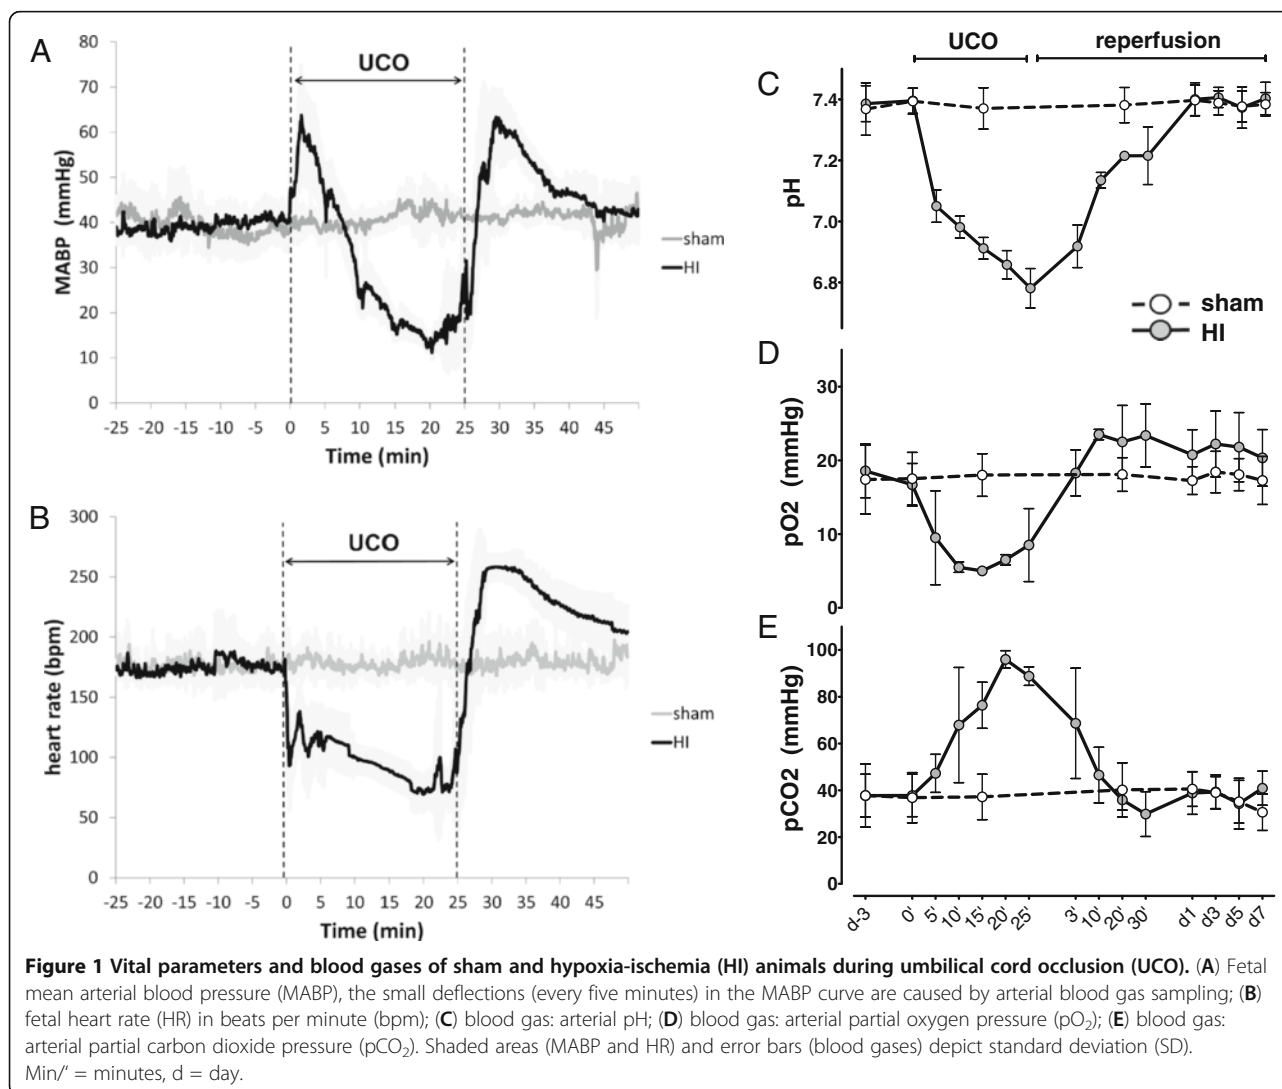 A
80
70
60
50
40
30
20
10
0
MABP (mmHg)
UCO
sham
HI
-25 -20 -15 -10 -5 0 5 10 15 20 25 30 35 40 45
Time (min)
B
300
250
200
150
100
50
0
heart rate (bpm)
UCO
sham
HI
-25 -20 -15 -10 -5 0 5 10 15 20 25 30 35 40 45
Time (min)
UCO reperfusion
C
7.4
7.2
7.0
6.8
pH
sham
HI
D
30
20
10
0
pO2 (mmHg)
E
100
80
60
40
20
0
pCO2 (mmHg)
d-3 0' 5' 10' 15' 20' 25' 3' 10' 20' 30' d1 d3 d5 d7
Figure 1 Vital parameters and blood gases of sham and hypoxia-ischemia (HI) animals during umbilical cord occlusion (UCO). (A) Fetal
mean arterial blood pressure (MABP), the small deflections (every five minutes) in the MABP curve are caused by arterial blood gas sampling; (B)
fetal heart rate (HR) in beats per minute (bpm); (C) blood gas: arterial pH; (D) blood gas: arterial partial oxygen pressure (pO₂); (E) blood gas:
arterial partial carbon dioxide pressure (pCO₂). Shaded areas (MABP and HR) and error bars (blood gases) depict standard deviation (SD).
Min/‘ = minutes, d = day.